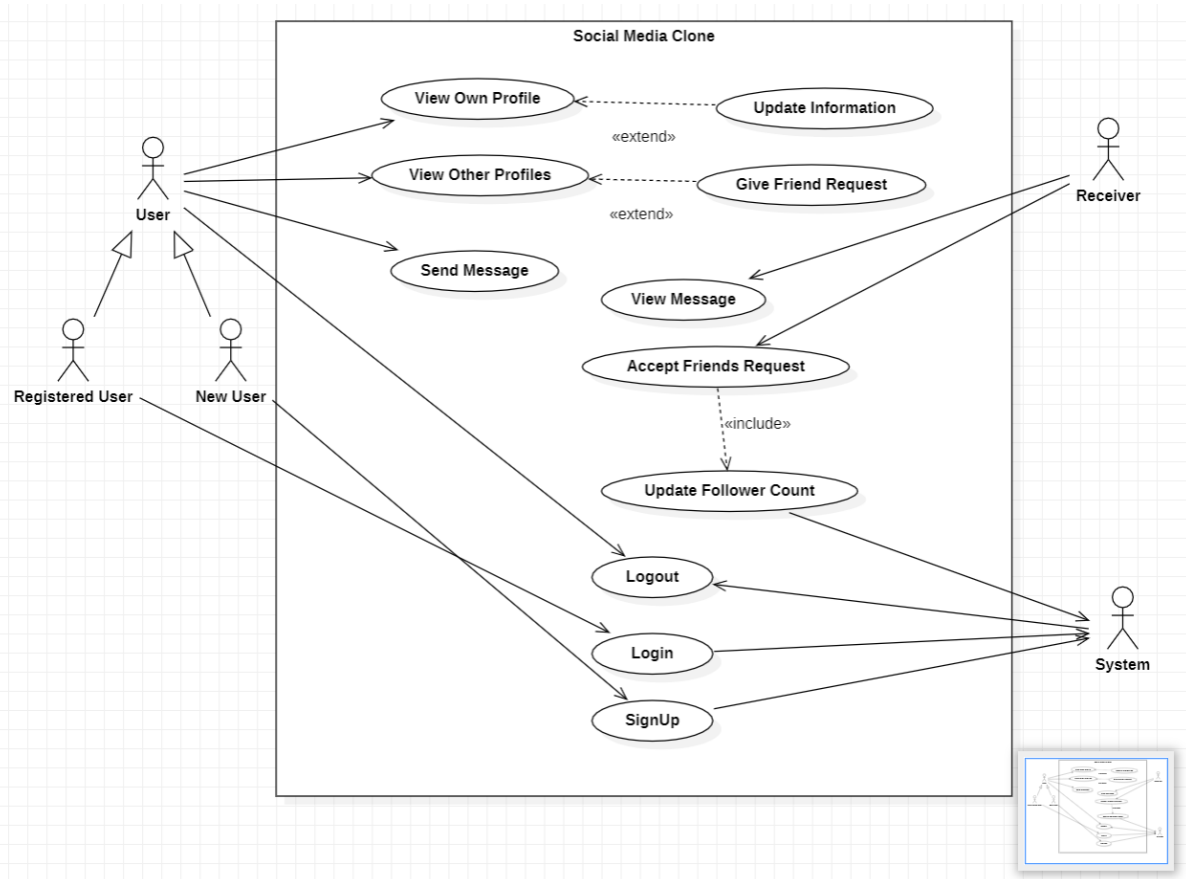 Social Media Clone
View Own Profile
Update Information
«extend»
View Other Profiles
Give Friend Request
«extend»
User
Receiver
Send Message
View Message
Accept Friends Request
Registered User
New User
«include»
Update Follower Count
Logout
Login
System
SignUp